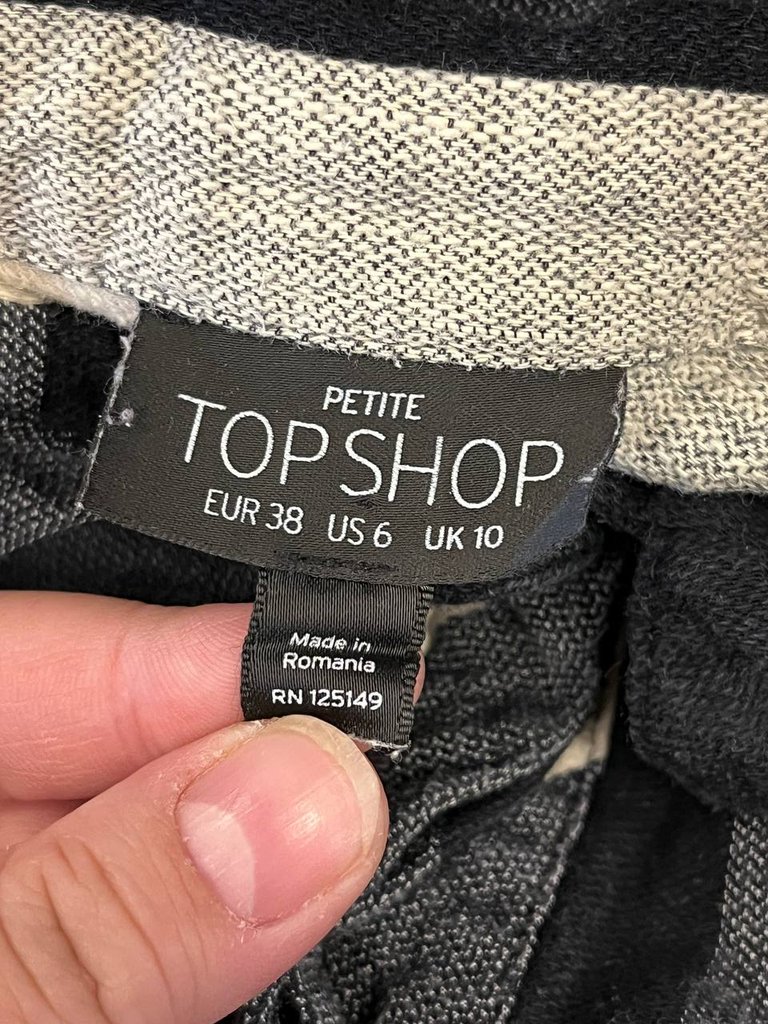 PETITE
TOPSHOP
EUR 38 US 6 UK 10
Made in
Romania
RN 125149